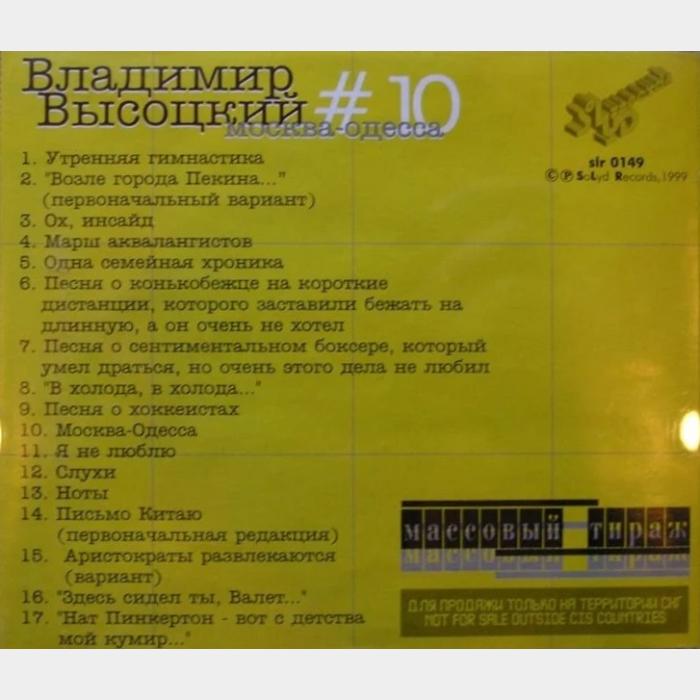 Владимир
Высоцкий # 10
москва-одесса
SoLyd
slr 0149
©℗ SoLyd Records, 1999
1. Утренняя гимнастика
2. "Возле города Пекина..."
(первоначальный вариант)
3. Ох, инсайд
4. Марш аквалангистов
5. Одна семейная хроника
6. Песня о конькобежце на короткие
дистанции, которого заставили бежать на
длинную, а он очень не хотел
7. Песня о сентиментальном боксере, который
умел драться, но очень этого дела не любил
8. "В холода, в холода..."
9. Песня о хоккеистах
10. Москва-Одесса
11. Я не люблю
12. Слухи
13. Ноты
14. Письмо Китаю
(первоначальная редакция)
15. Аристократы развлекаются
(вариант)
16. "Здесь сидел ты, Валет..."
17. "Нат Пинкертон - вот с детства
мой кумир..."
массовый тираж
массовый тираж
ДЛЯ ПРОДАЖИ ТОЛЬКО НА ТЕРРИТОРИИ СНГ
NOT FOR SALE OUTSIDE CIS COUNTRIES